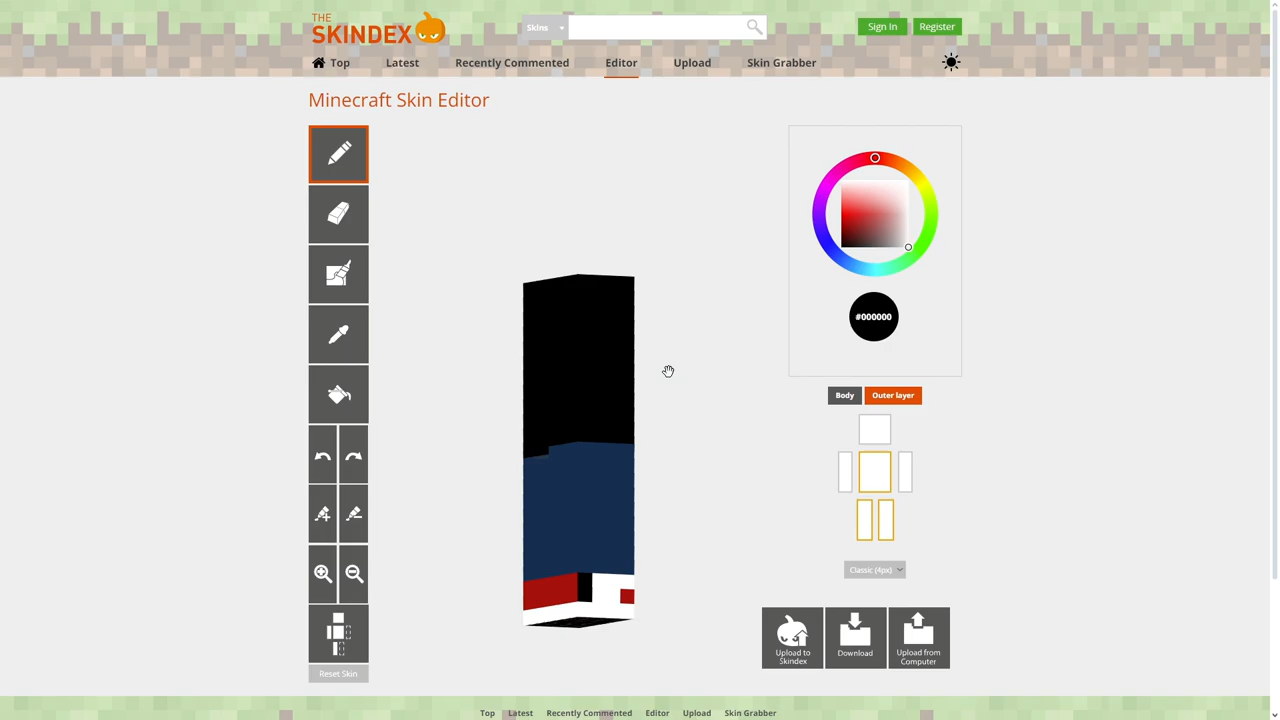 THE
SKINDEX
Skins
Sign In
Register
Top
Latest
Recently Commented
Editor
Upload
Skin Grabber
Minecraft Skin Editor
#000000
Body
Outer layer
Classic (4px)
Upload to
Skindex
Download
Upload from
Computer
Reset Skin
Top
Latest
Recently Commented
Editor
Upload
Skin Grabber